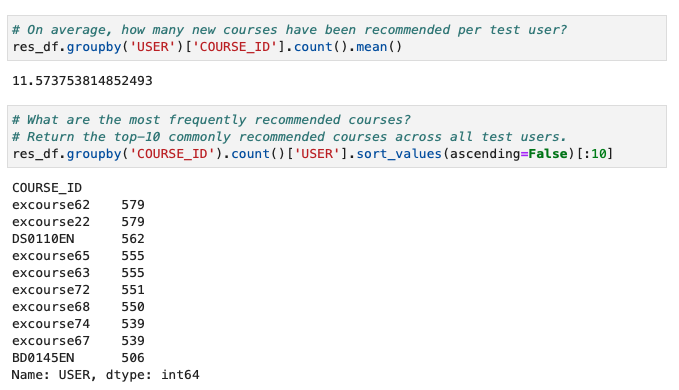 # On average, how many new courses have been recommended per test user?
res_df.groupby('USER')['COURSE_ID'].count().mean()
11.573753814852493
# What are the most frequently recommended courses?
# Return the top-10 commonly recommended courses across all test users.
res_df.groupby('COURSE_ID').count()['USER'].sort_values(ascending=False)[:10]
COURSE_ID
excourse62    579
excourse22    579
DS0110EN      562
excourse65    555
excourse63    555
excourse72    551
excourse68    550
excourse74    539
excourse67    539
BD0145EN      506
Name: USER, dtype: int64